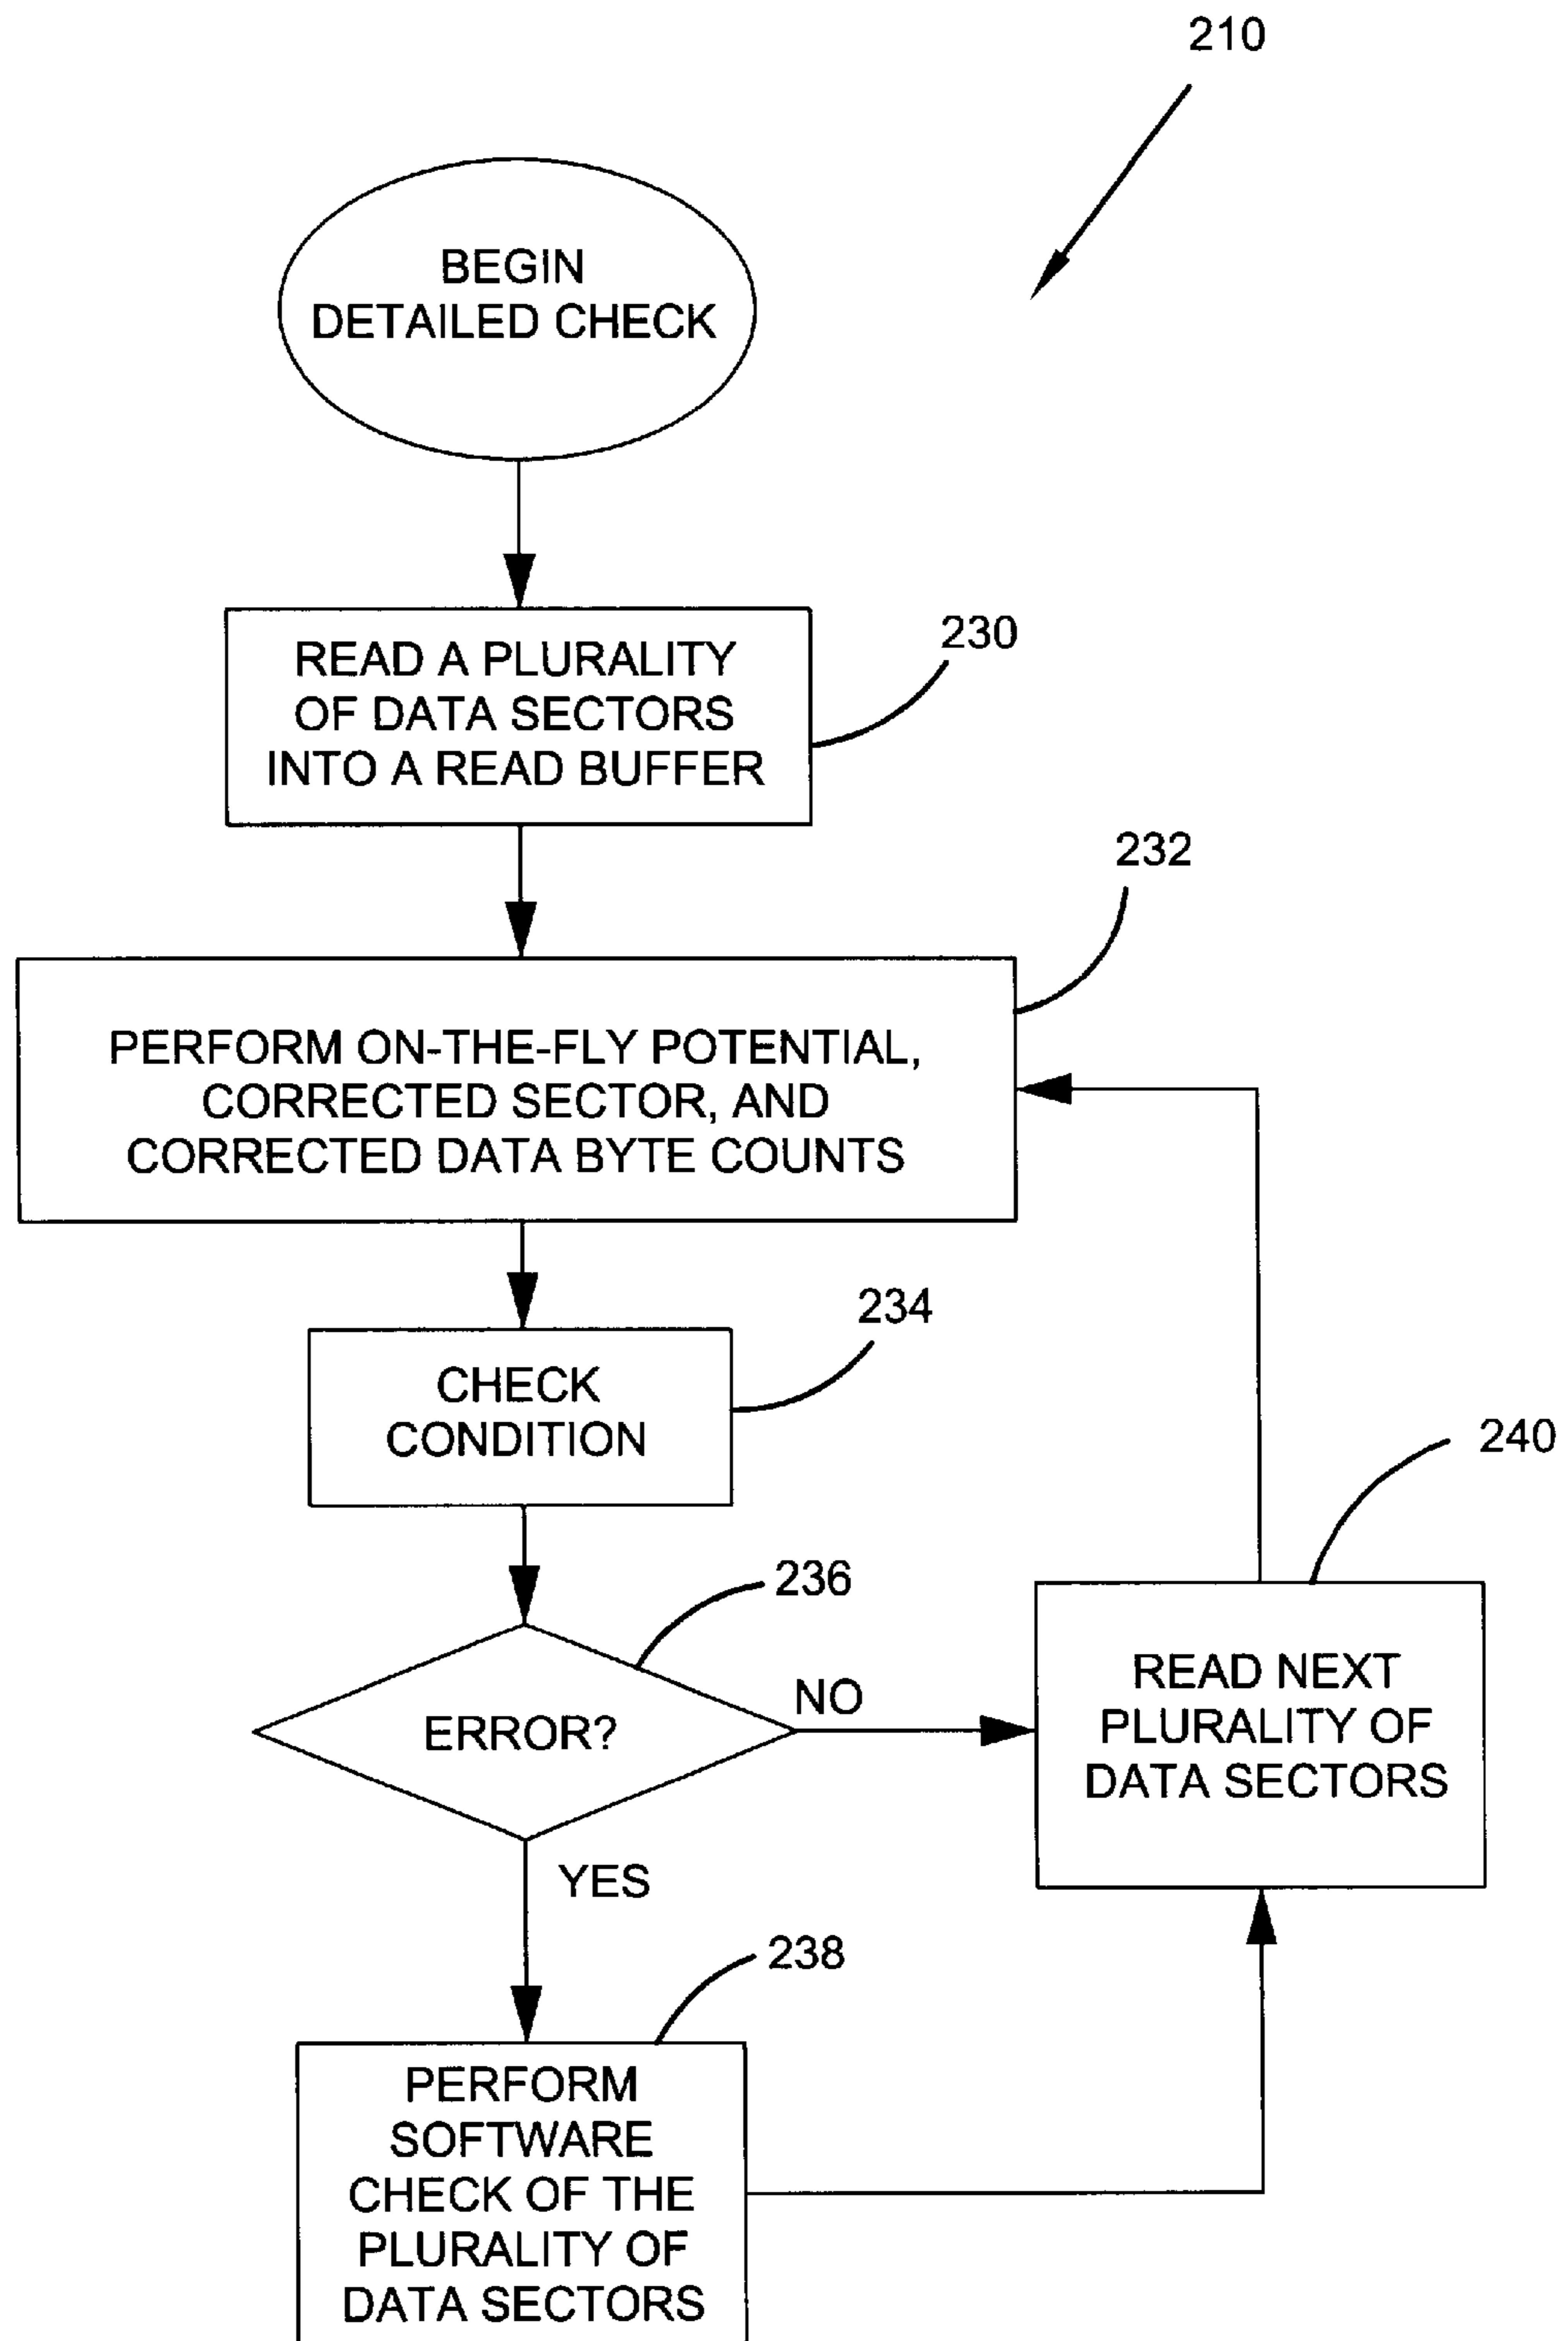 210
BEGIN
DETAILED CHECK
READ A PLURALITY
OF DATA SECTORS
INTO A READ BUFFER
230
232
PERFORM ON-THE-FLY POTENTIAL,
CORRECTED SECTOR, AND
CORRECTED DATA BYTE COUNTS
234
CHECK
CONDITION
240
236
ERROR?
NO
READ NEXT
PLURALITY OF
DATA SECTORS
YES
238
PERFORM
SOFTWARE
CHECK OF THE
PLURALITY OF
DATA SECTORS